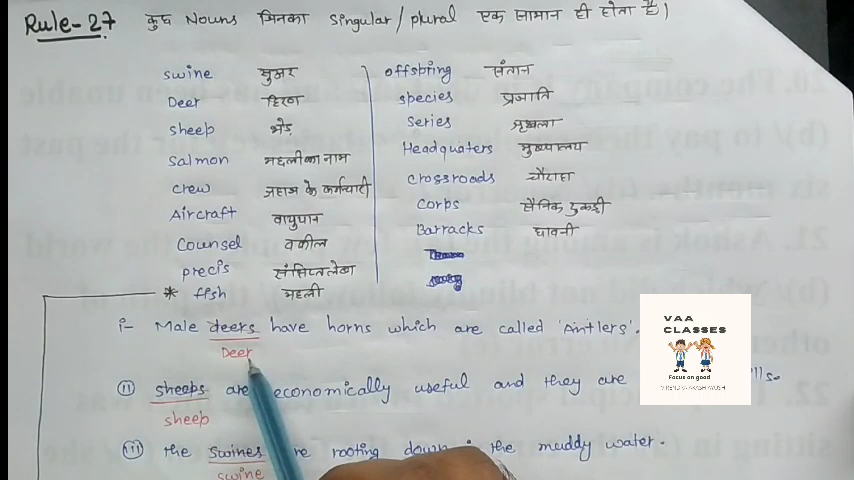 Rule-27 कुछ Nouns जिनका singular/plural एक सामान ही होता है।
swine सुअर
Deer हिरण
sheep भेड़
salmon मछली का नाम
crew जहाज के कर्मचारी
Aircraft वायुयान
Counsel वकील
precis संक्षिप्त लेख
* fish मछली
offspring संतान
species प्रजाति
Series श्रृंखला
Headquaters मुख्यालय
crossroads चौराहा
Corps सैनिक टुकड़ी
Barracks छावनी
i- Male deers have horns which are called 'Antlers'.
Deer
(ii) sheeps are economically useful and they are
sheep
(iii) the swines are rooting down the muddy water.
swine
VAA
CLASSES
Focus on good